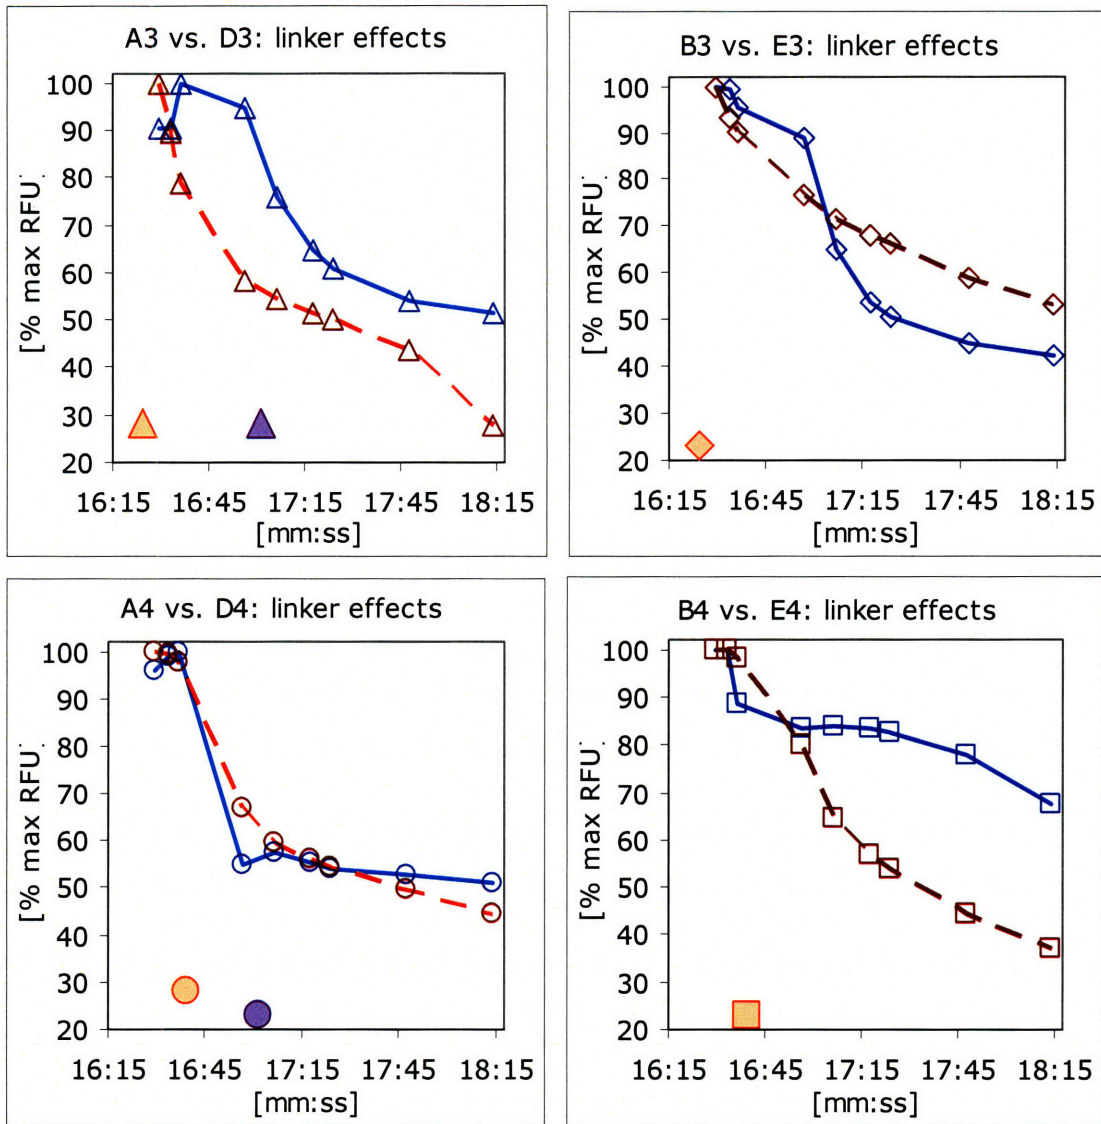 A3 vs. D3: linker effects
[% max RFU]
100
90
80
70
60
50
40
30
20
16:15 16:45 17:15 17:45 18:15
[mm:ss]
B3 vs. E3: linker effects
[% max RFU]
100
90
80
70
60
50
40
30
20
16:15 16:45 17:15 17:45 18:15
[mm:ss]
A4 vs. D4: linker effects
[% max RFU]
100
90
80
70
60
50
40
30
20
16:15 16:45 17:15 17:45 18:15
[mm:ss]
B4 vs. E4: linker effects
[% max RFU]
100
90
80
70
60
50
40
30
20
16:15 16:45 17:15 17:45 18:15
[mm:ss]